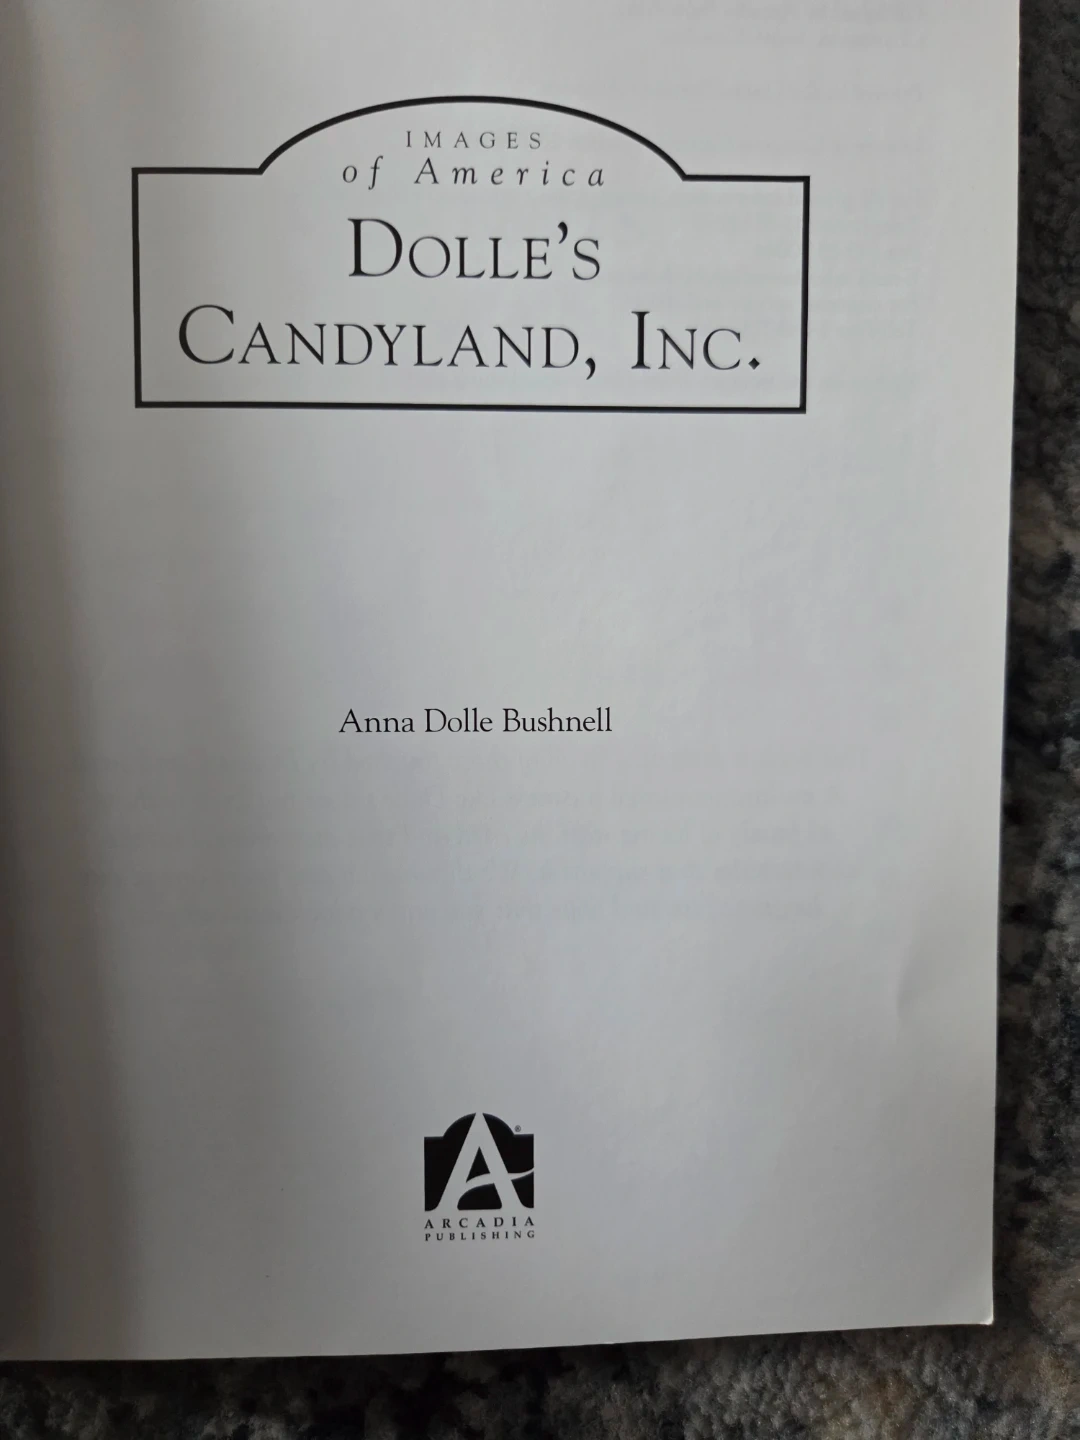 IMAGES
of America
DOLLE'S
CANDYLAND, INC.
Anna Dolle Bushnell
A®
ARCADIA
PUBLISHING